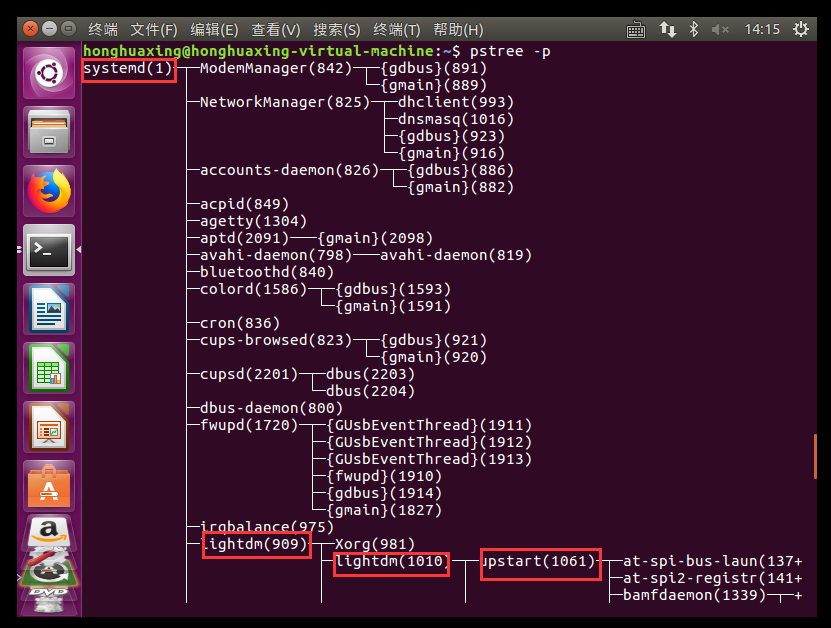 终端 文件(F) 编辑(E) 查看(V) 搜索(S) 终端(T) 帮助(H) 14:15
honghuaxing@honghuaxing-virtual-machine:~$ pstree -p
systemd(1)─┬─ModemManager(842)─┬─{gdbus}(891)
└─{gmain}(889)
├─NetworkManager(825)─┬─dhclient(993)
├─dnsmasq(1016)
├─{gdbus}(923)
└─{gmain}(916)
├─accounts-daemon(826)─┬─{gdbus}(886)
└─{gmain}(882)
├─acpid(849)
├─agetty(1304)
├─aptd(2091)───{gmain}(2098)
├─avahi-daemon(798)───avahi-daemon(819)
├─bluetoothd(840)
├─colord(1586)─┬─{gdbus}(1593)
└─{gmain}(1591)
├─cron(836)
├─cups-browsed(823)─┬─{gdbus}(921)
└─{gmain}(920)
├─cupsd(2201)─┬─dbus(2203)
└─dbus(2204)
├─dbus-daemon(800)
├─fwupd(1720)─┬─{GUsbEventThread}(1911)
├─{GUsbEventThread}(1912)
├─{GUsbEventThread}(1913)
├─{fwupd}(1910)
├─{gdbus}(1914)
└─{gmain}(1827)
├─irqbalance(975)
├─lightdm(909)─┬─Xorg(981)
├─lightdm(1010)─┬─upstart(1061)─┬─at-spi-bus-laun(137+
├─at-spi2-registr(141+
├─bamfdaemon(1339)─┬─+
a
DVD